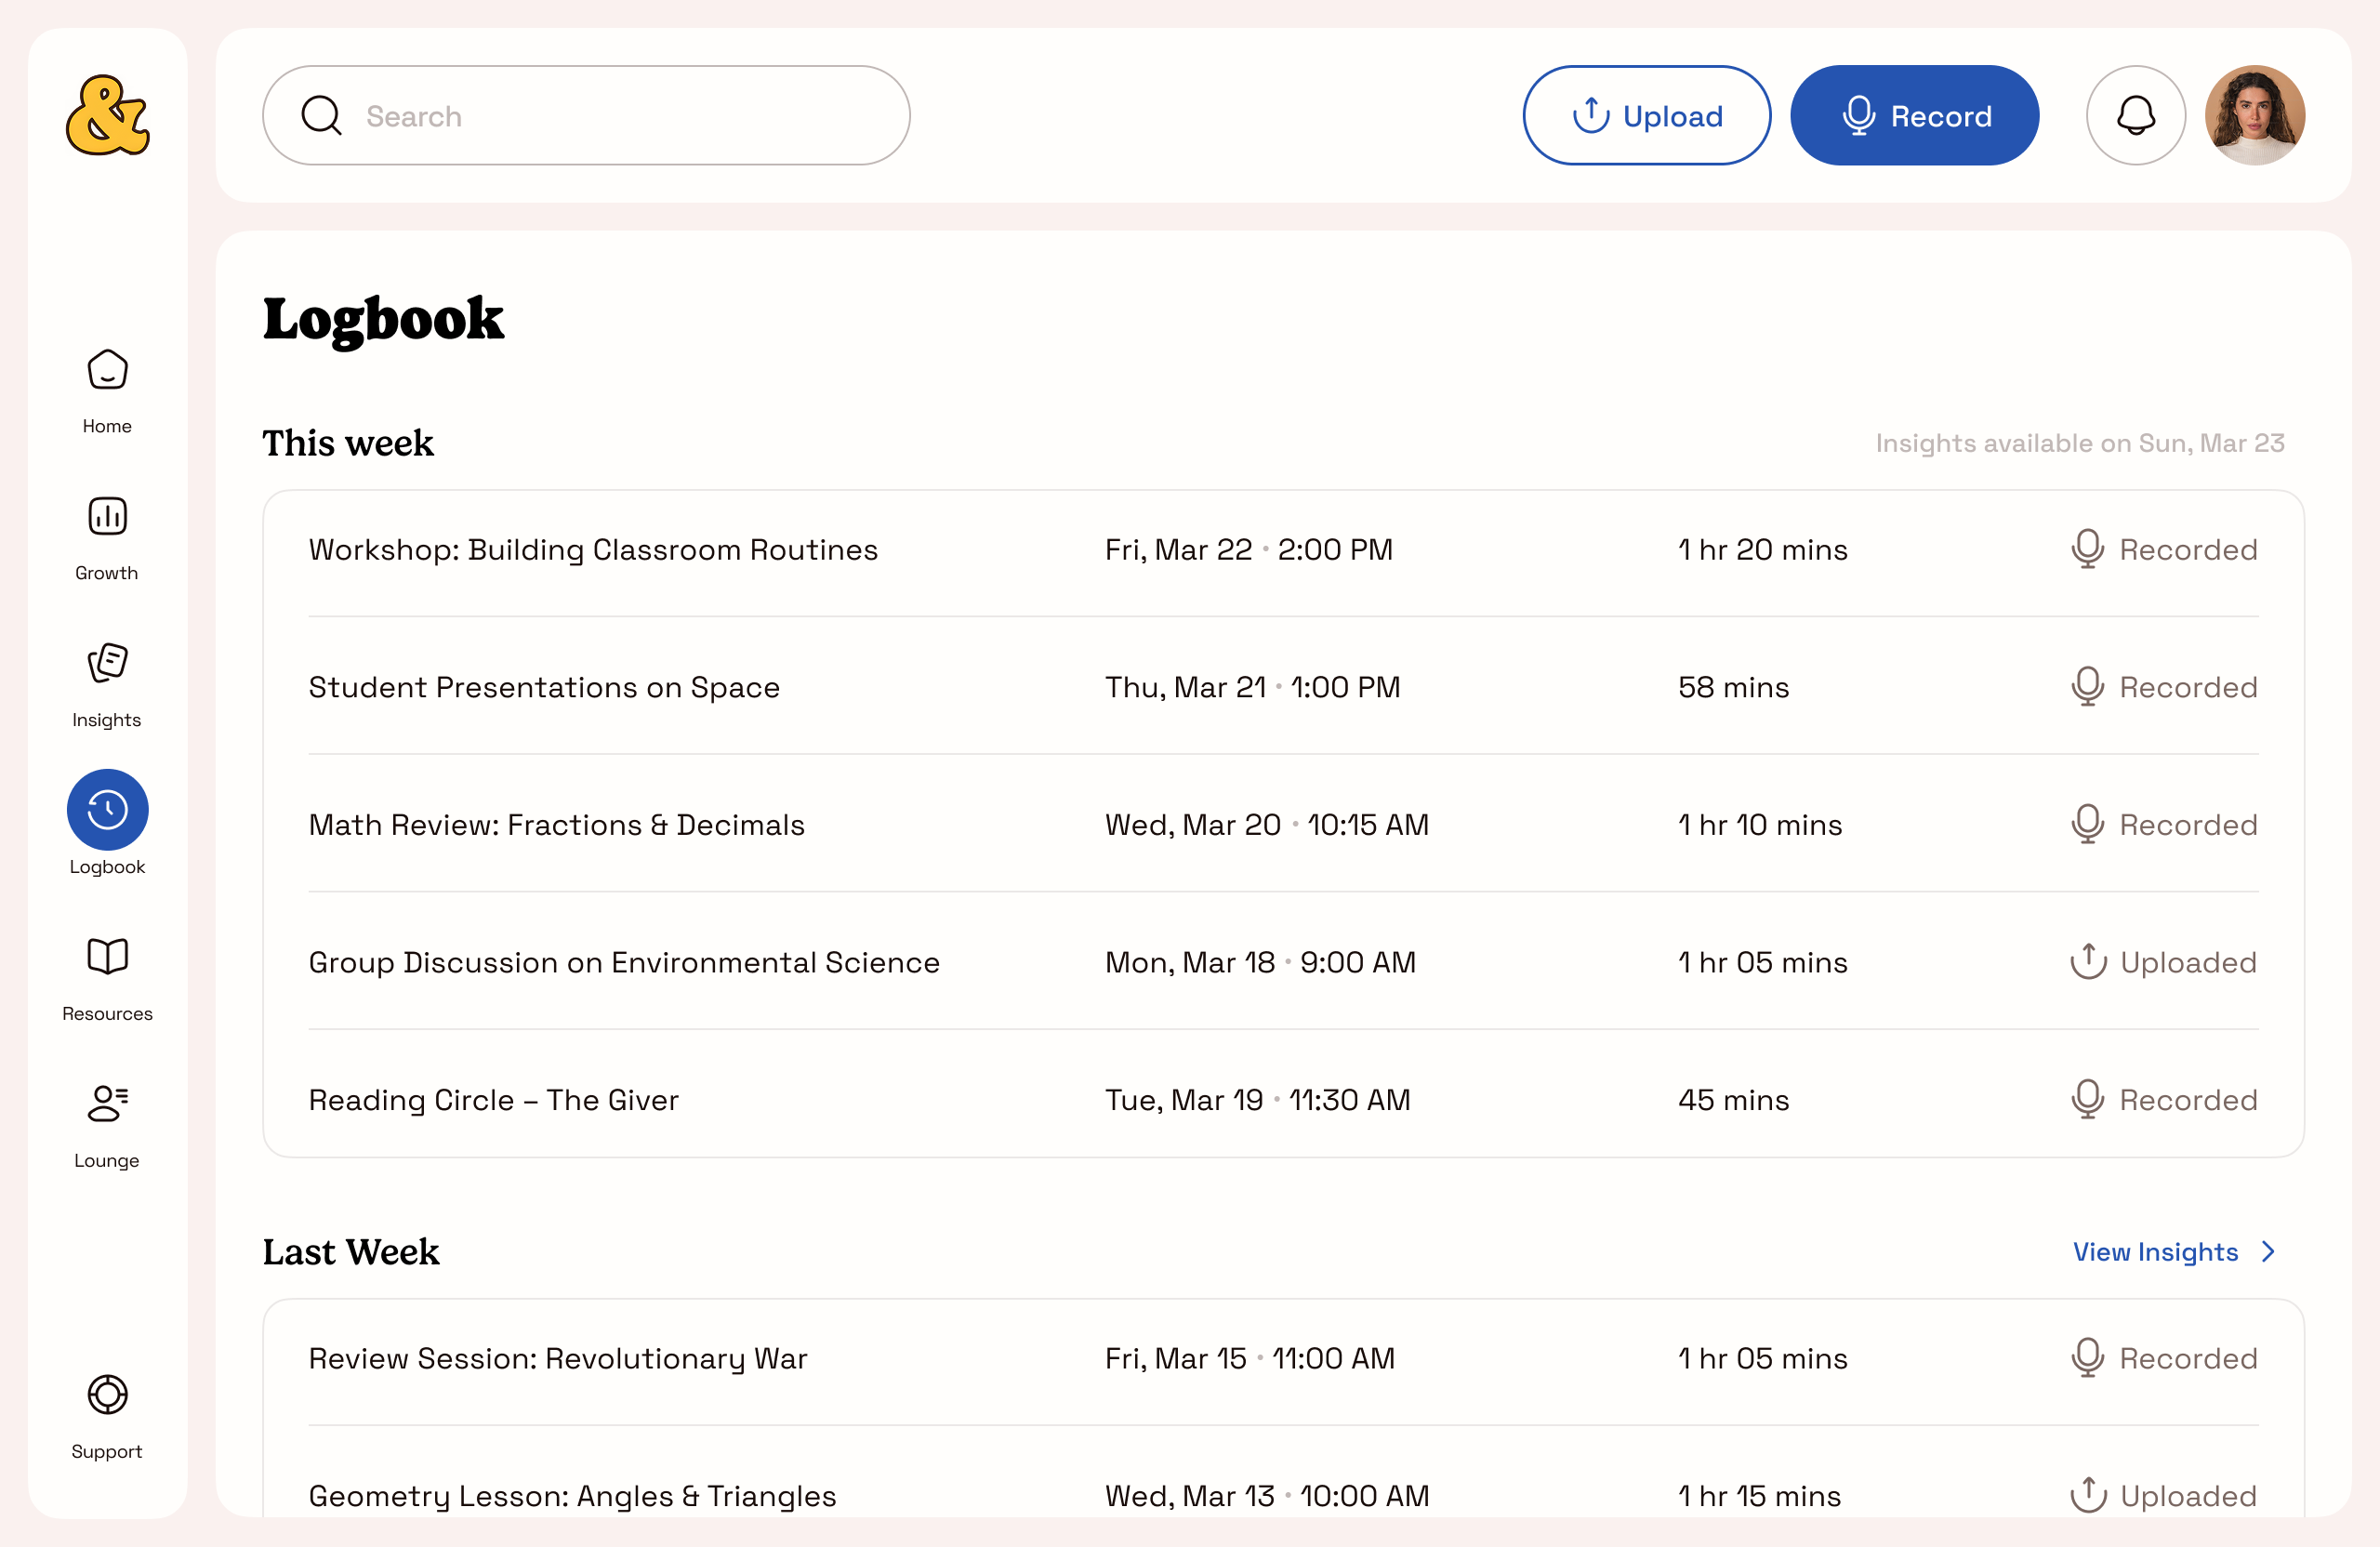 &
Search
Upload
Record
Home
Growth
Insights
Logbook
Resources
Lounge
Support
Logbook
This week
Insights available on Sun, Mar 23
Workshop: Building Classroom Routines Fri, Mar 22 • 2:00 PM 1 hr 20 mins Recorded
Student Presentations on Space Thu, Mar 21 • 1:00 PM 58 mins Recorded
Math Review: Fractions & Decimals Wed, Mar 20 • 10:15 AM 1 hr 10 mins Recorded
Group Discussion on Environmental Science Mon, Mar 18 • 9:00 AM 1 hr 05 mins Uploaded
Reading Circle – The Giver Tue, Mar 19 • 11:30 AM 45 mins Recorded
Last Week
View Insights
Review Session: Revolutionary War Fri, Mar 15 • 11:00 AM 1 hr 05 mins Recorded
Geometry Lesson: Angles & Triangles Wed, Mar 13 • 10:00 AM 1 hr 15 mins Uploaded